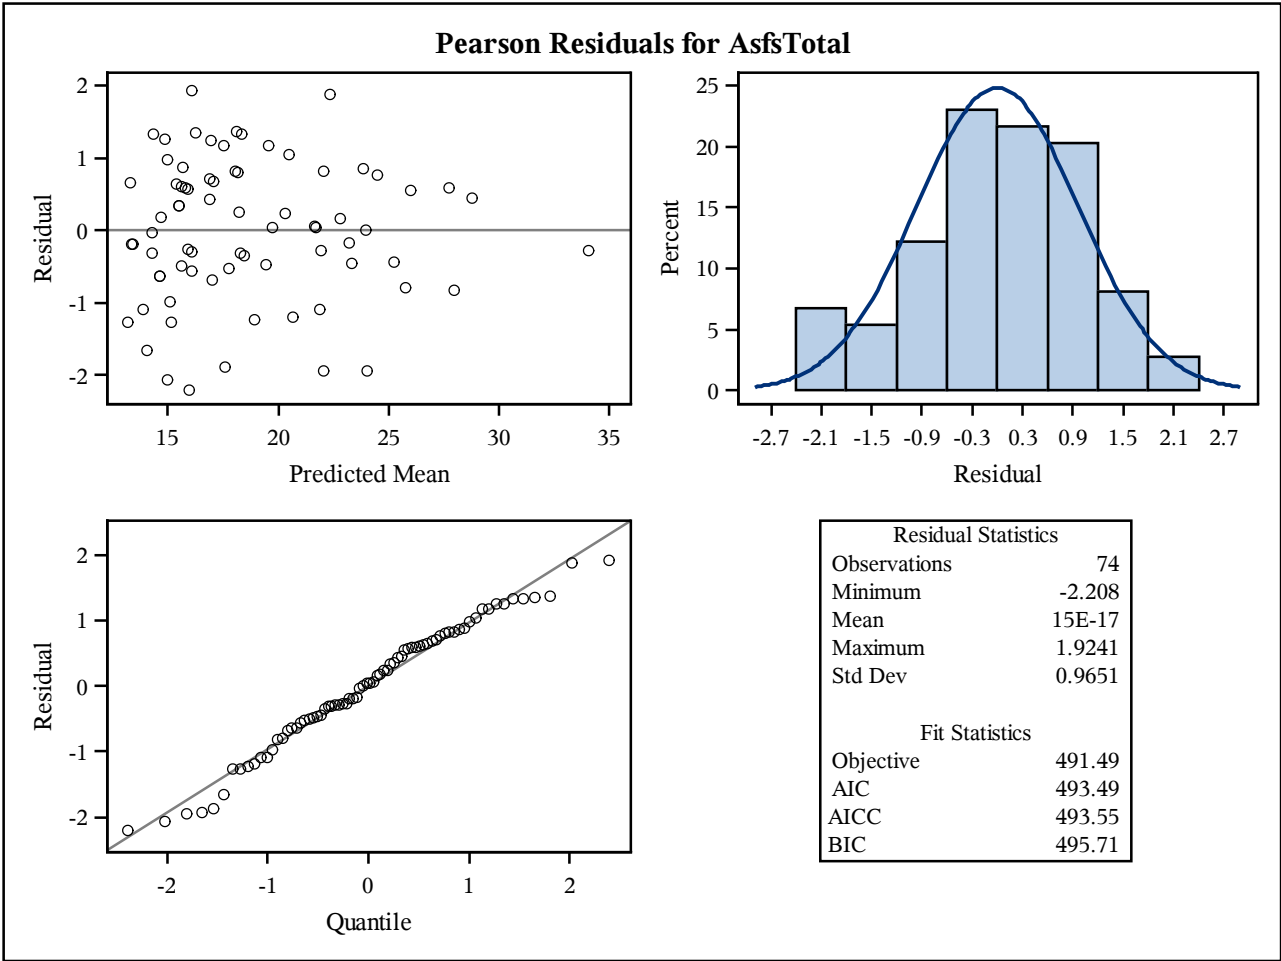 Pearson Residuals for AsfsTotal
2
1
0
-1
-2
Residual
15 20 25 30 35
Predicted Mean
25
20
15
10
5
0
Percent
-2.7 -2.1 -1.5 -0.9 -0.3 0.3 0.9 1.5 2.1 2.7
Residual
2
1
0
-1
-2
Residual
-2 -1 0 1 2
Quantile
Residual Statistics
Observations 74
Minimum -2.208
Mean 15E-17
Maximum 1.9241
Std Dev 0.9651
Fit Statistics
Objective 491.49
AIC 493.49
AICC 493.55
BIC 495.71